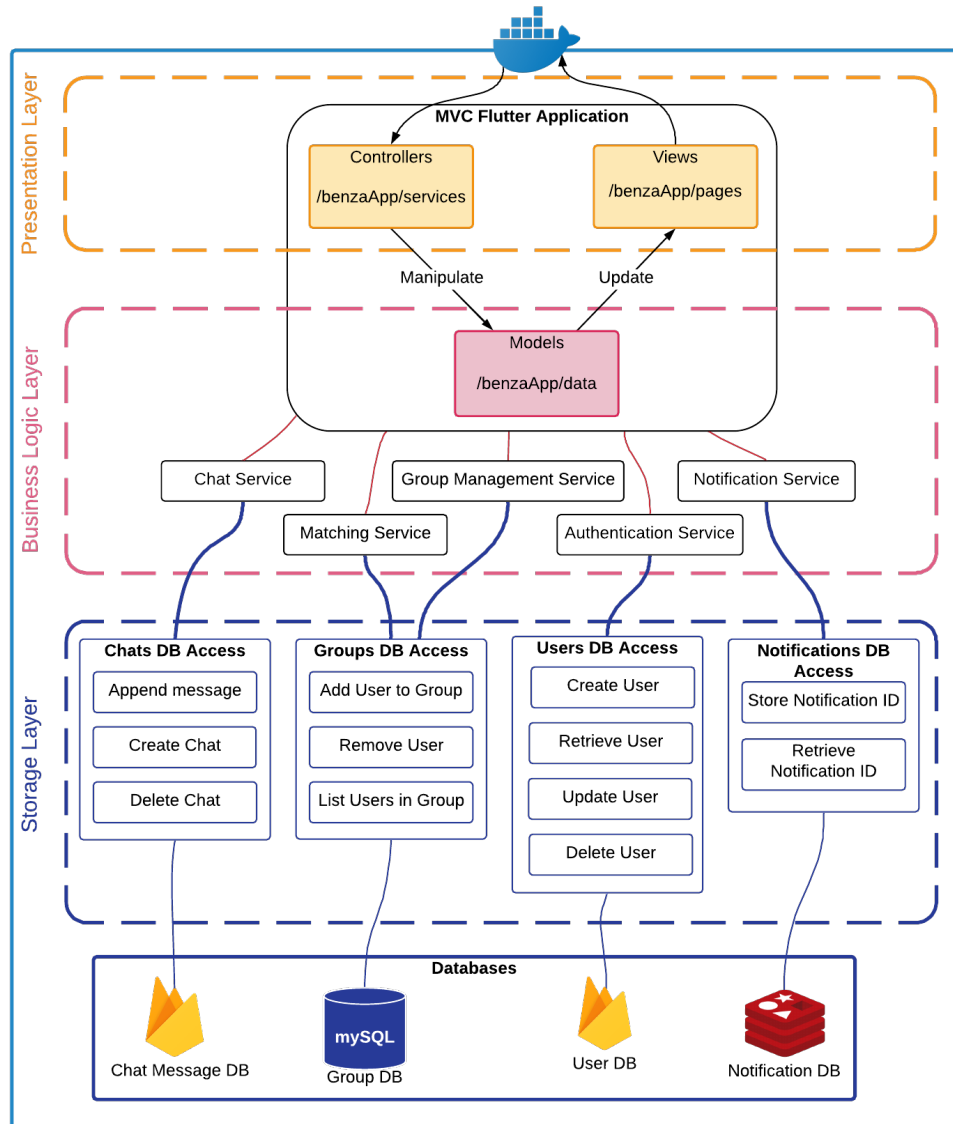 Presentation Layer
MVC Flutter Application
Controllers
/benzaApp/services
Views
/benzaApp/pages
Manipulate
Update
Business Logic Layer
Models
/benzaApp/data
Chat Service
Group Management Service
Notification Service
Matching Service
Authentication Service
Storage Layer
Chats DB Access
Append message
Create Chat
Delete Chat
Groups DB Access
Add User to Group
Remove User
List Users in Group
Users DB Access
Create User
Retrieve User
Update User
Delete User
Notifications DB
Access
Store Notification ID
Retrieve
Notification ID
Databases
Chat Message DB
mySQL
Group DB
User DB
Notification DB